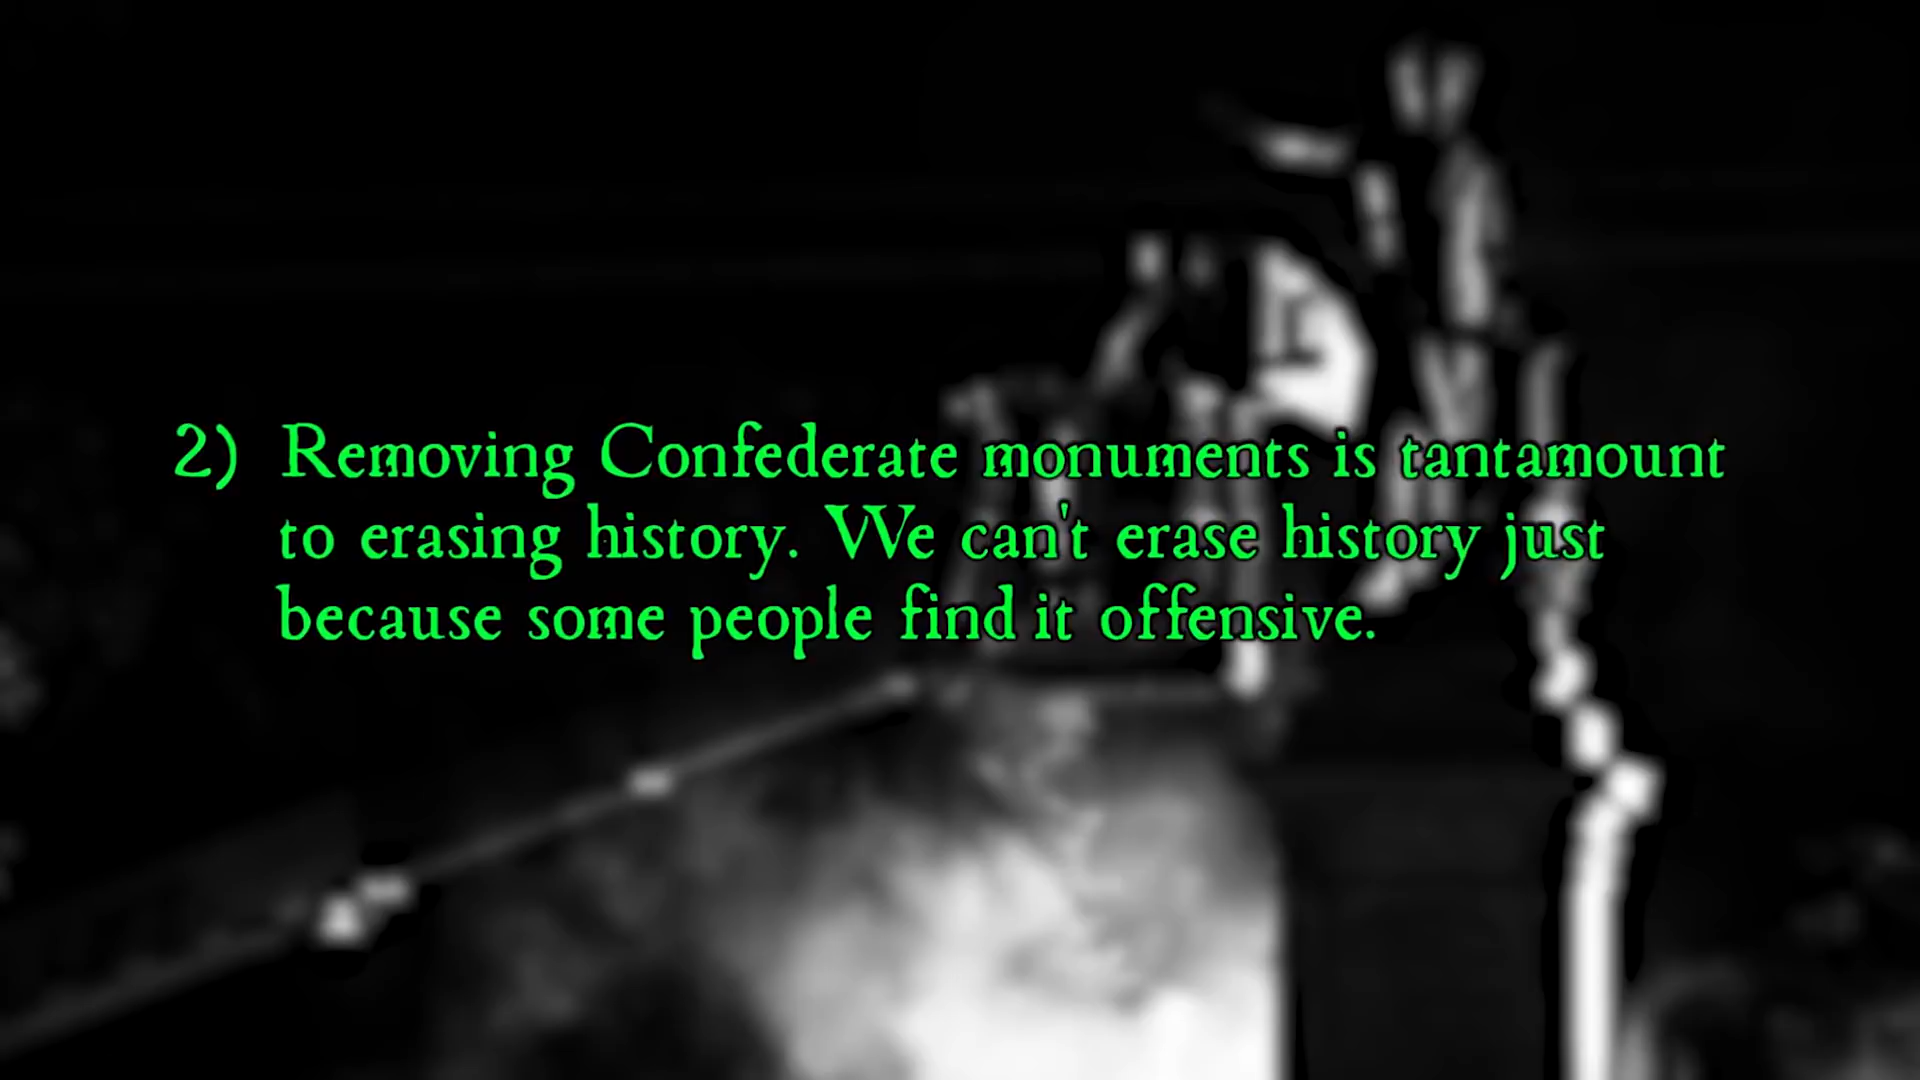 2) Removing Confederate monuments is tantamount
to erasing history. We can't erase history just
because some people find it offensive.